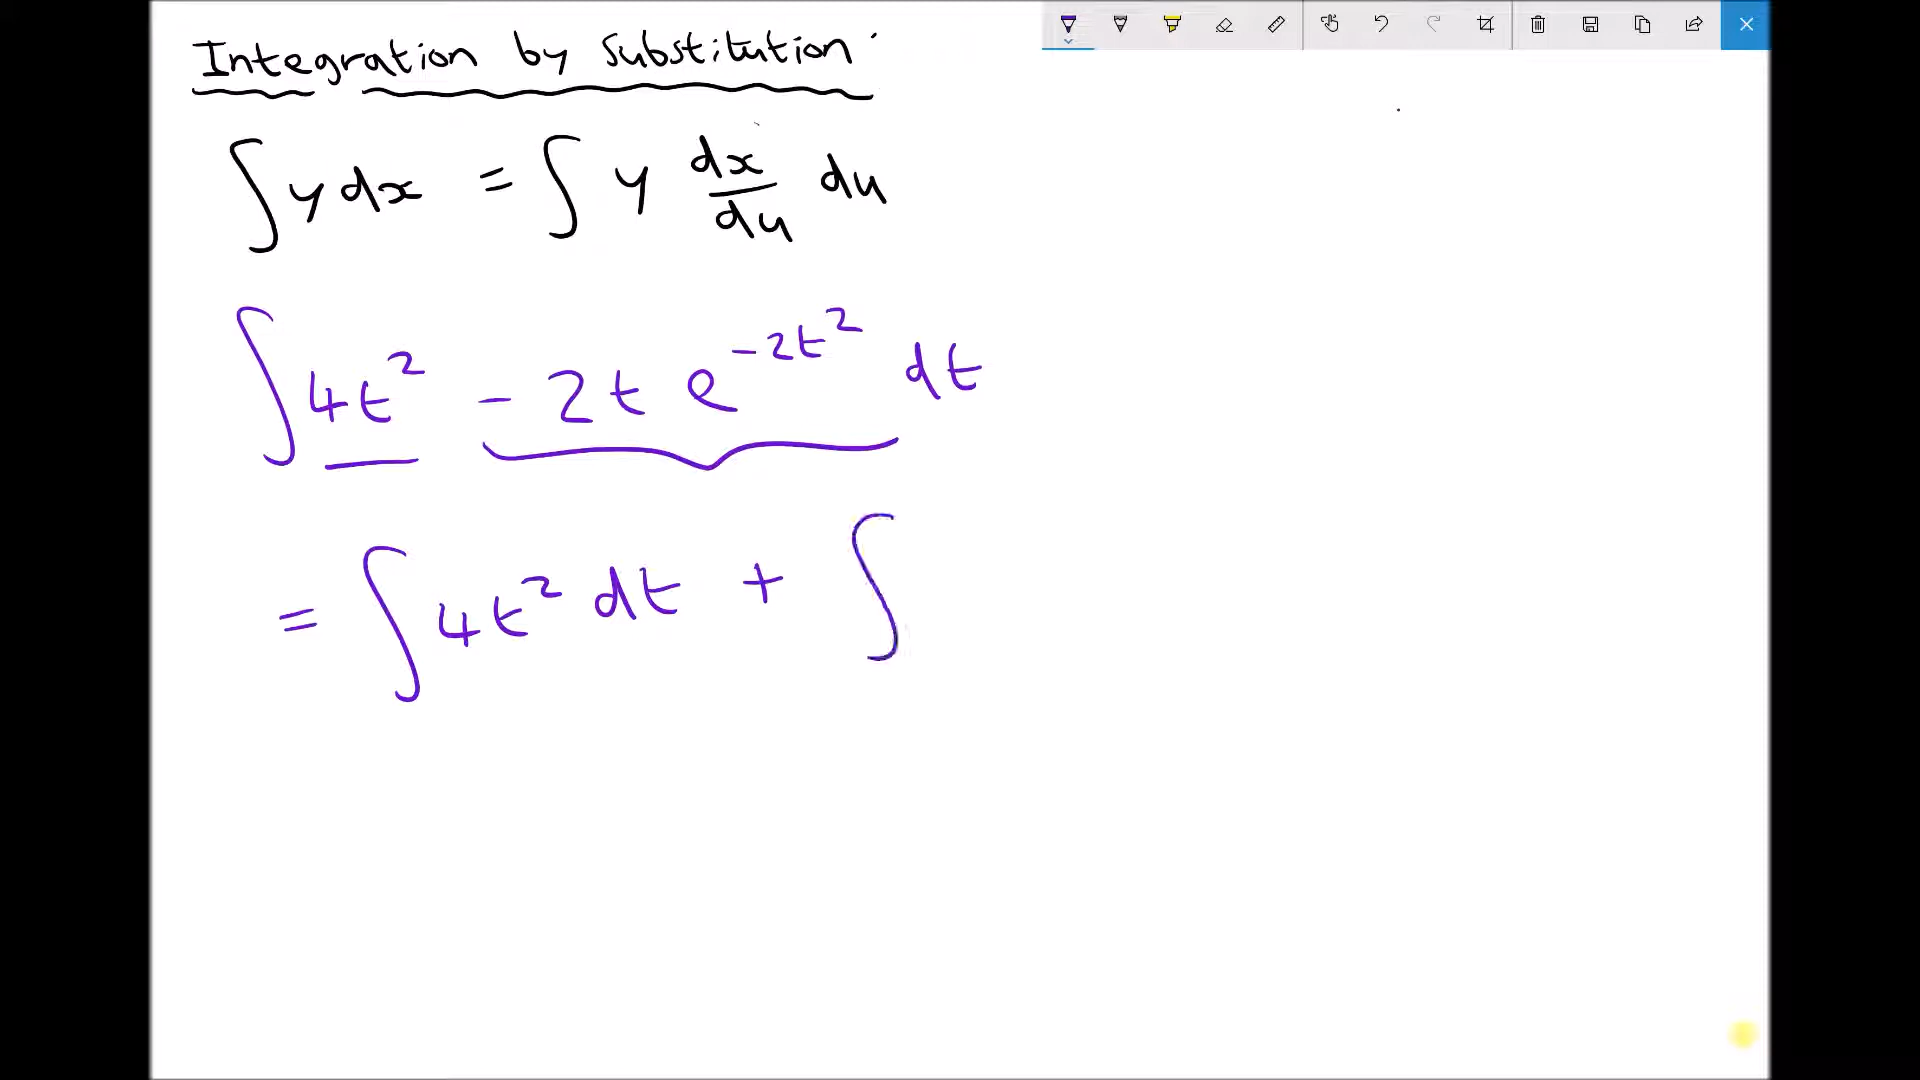 Integration by substitution:
∫ y dx = ∫ y dx/du du
∫ 4t² - 2t e^(-2t²) dt
= ∫ 4t² dt + ∫